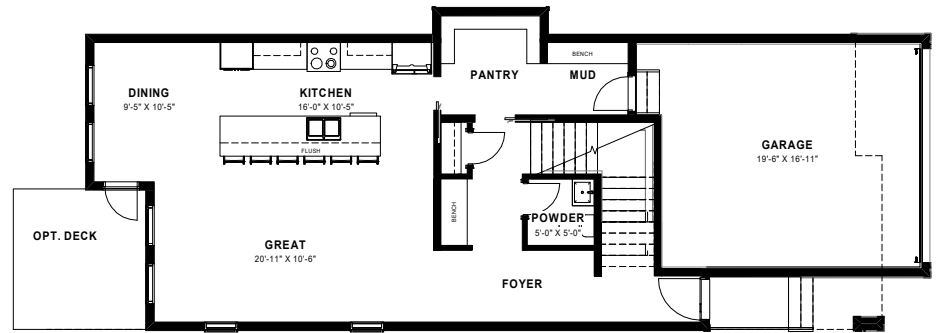 BENCH
PANTRY
MUD
DINING
9'-5" X 10'-5"
KITCHEN
16'-0" X 10'-5"
FLUSH
GARAGE
19'-6" X 16'-11"
BENCH
POWDER
5'-0" X 5'-0"
OPT. DECK
GREAT
20'-11" X 10'-6"
FOYER